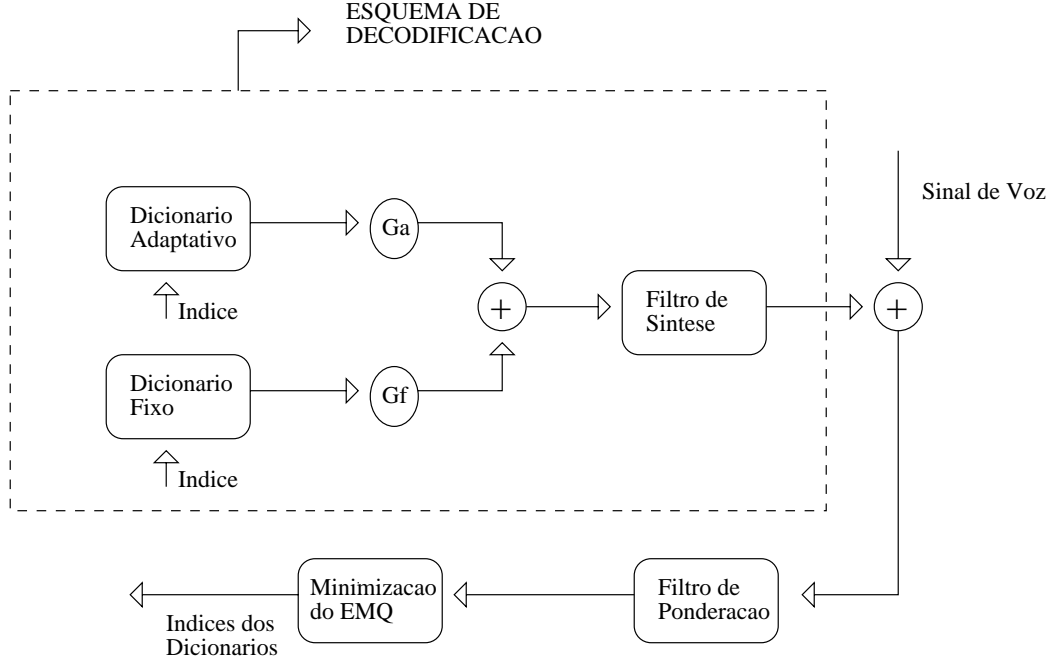 ESQUEMA DE
DECODIFICACAO
Sinal de Voz
Dicionario
Adaptativo
Ga
Indice
+
Filtro de
Sintese
+
Dicionario
Fixo
Gf
Indice
Minimizacao
do EMQ
Filtro de
Ponderacao
Indices dos
Dicionarios